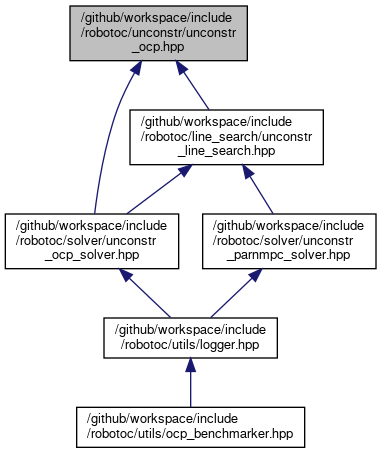 /github/workspace/include
/robotoc/unconstr/unconstr
_ocp.hpp
/github/workspace/include
/robotoc/line_search/unconstr
_line_search.hpp
/github/workspace/include
/robotoc/solver/unconstr
_ocp_solver.hpp
/github/workspace/include
/robotoc/solver/unconstr
_parnmpc_solver.hpp
/github/workspace/include
/robotoc/utils/logger.hpp
/github/workspace/include
/robotoc/utils/ocp_benchmarker.hpp